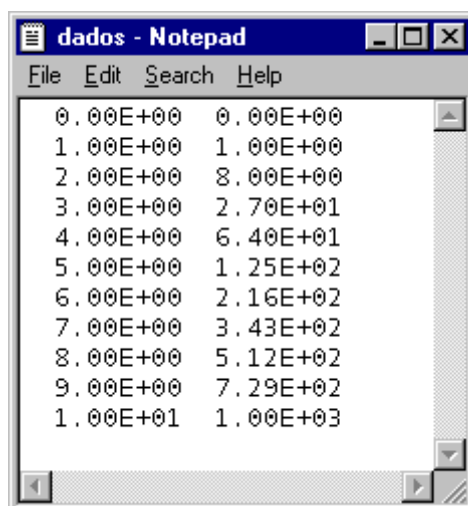 dados - Notepad
File Edit Search Help
0.00E+00 0.00E+00
1.00E+00 1.00E+00
2.00E+00 8.00E+00
3.00E+00 2.70E+01
4.00E+00 6.40E+01
5.00E+00 1.25E+02
6.00E+00 2.16E+02
7.00E+00 3.43E+02
8.00E+00 5.12E+02
9.00E+00 7.29E+02
1.00E+01 1.00E+03